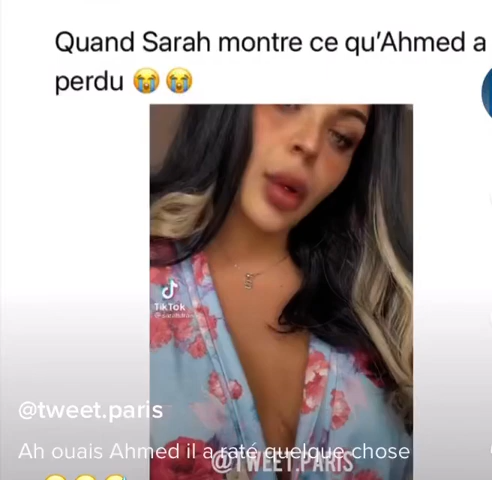 Quand Sarah montre ce qu’Ahmed a
perdu 😭😭
TikTok
@tweet.paris
Ah ouais Ahmed il a raté quelque chose
@TWEET.PARIS